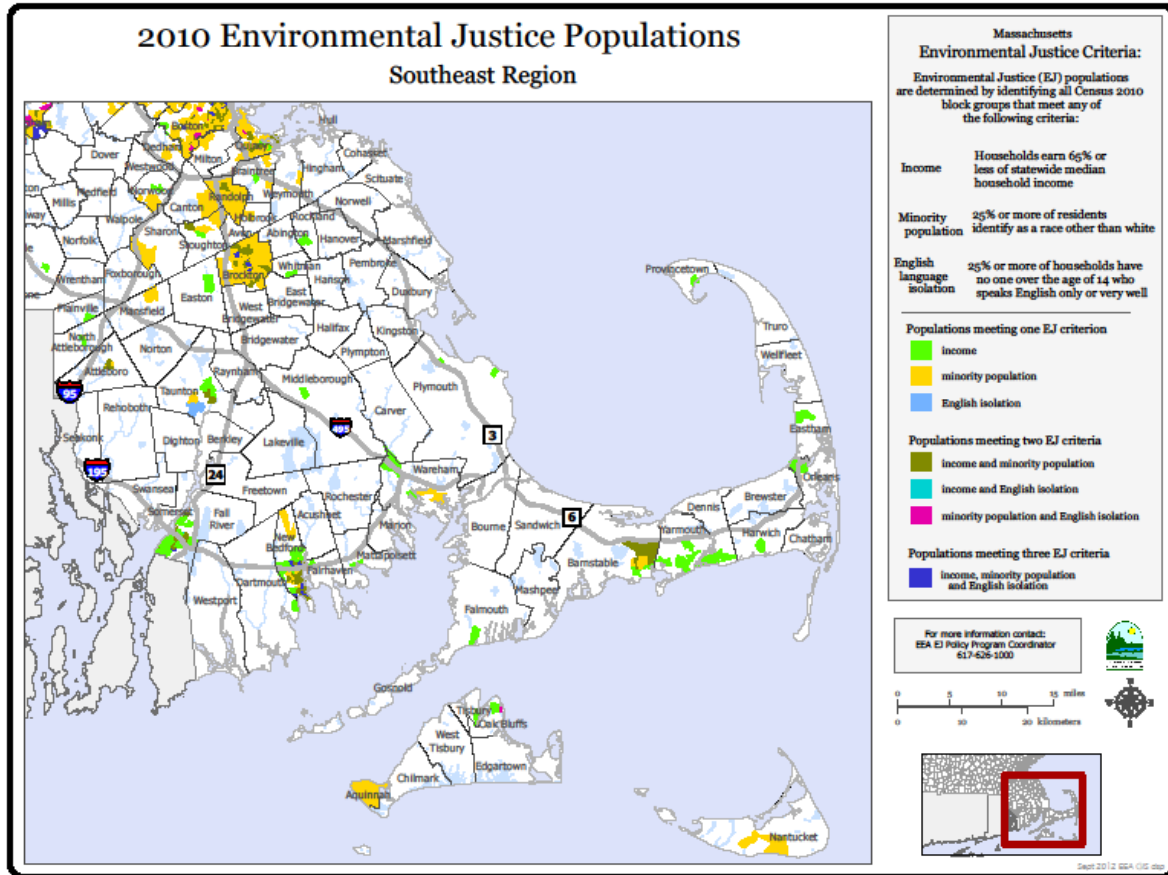 2010 Environmental Justice Populations
Southeast Region
Hull
Boston
Dover
Dedham
Milton
Quincy
Cohasset
Westwood
Braintree
Hingham
Scituate
Medfield
Norwood
Randolph
Weymouth
Millis
Canton
Norwell
Walpole
Holbrook
Rockland
Sharon
Avon
Abington
Hanover
Norfolk
Stoughton
Marshfield
Wrentham
Foxborough
Brockton
Whitman
Pembroke
Hanson
Duxbury
Plainville
Mansfield
Easton
West
Bridgewater
East
Bridgewater
Halifax
Kingston
North
Attleborough
Norton
Bridgewater
Plympton
Attleboro
Raynham
Middleborough
Plymouth
Taunton
Carver
Rehoboth
95
495
3
Seekonk
Dighton
Berkley
Lakeville
195
24
Wareham
Swansea
Freetown
Rochester
Somerset
Fall
River
Acushnet
Marion
Bourne
Sandwich
6
New
Bedford
Mattapoisett
Fairhaven
Dartmouth
Westport
Barnstable
Yarmouth
Dennis
Brewster
Harwich
Chatham
Orleans
Eastham
Wellfleet
Truro
Provincetown
Mashpee
Falmouth
Gosnold
Tisbury
Oak Bluffs
West
Tisbury
Edgartown
Chilmark
Aquinnah
Nantucket
Massachusetts
Environmental Justice Criteria:
Environmental Justice (EJ) populations
are determined by identifying all Census 2010
block groups that meet any of
the following criteria:
Income
Households earn 65% or
less of statewide median
household income
Minority
population
25% or more of residents
identify as a race other than white
English
language
isolation
25% or more of households have
no one over the age of 14 who
speaks English only or very well
Populations meeting one EJ criterion
income
minority population
English isolation
Populations meeting two EJ criteria
income and minority population
income and English isolation
minority population and English isolation
Populations meeting three EJ criteria
income, minority population
and English isolation
For more information contact:
EEA EJ Policy Program Coordinator
617-626-1000
0 5 10 15 miles
0 10 20 kilometers
Sept 2012 EEA GIS dsp